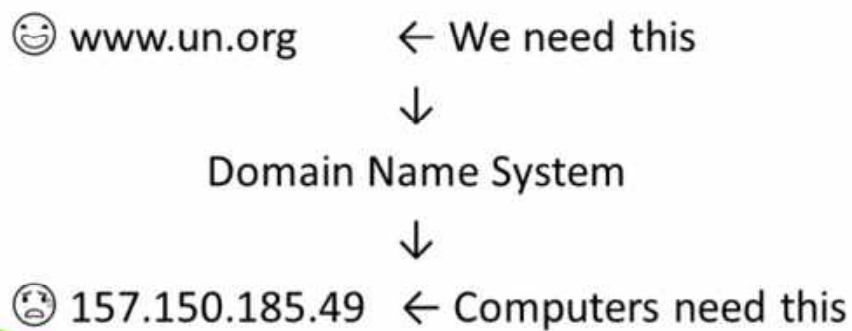 www.un.org ← We need this
↓
Domain Name System
↓
157.150.185.49 ← Computers need this